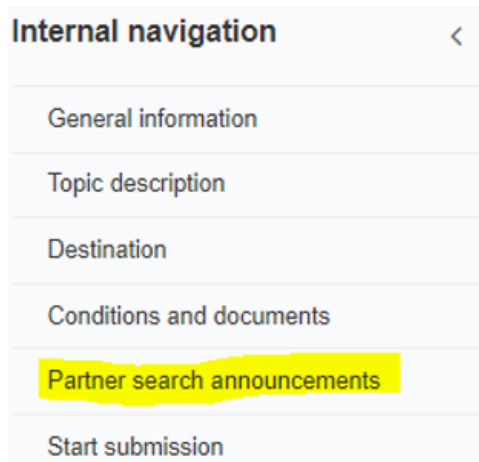 Internal navigation
General information
Topic description
Destination
Conditions and documents
Partner search announcements
Start submission